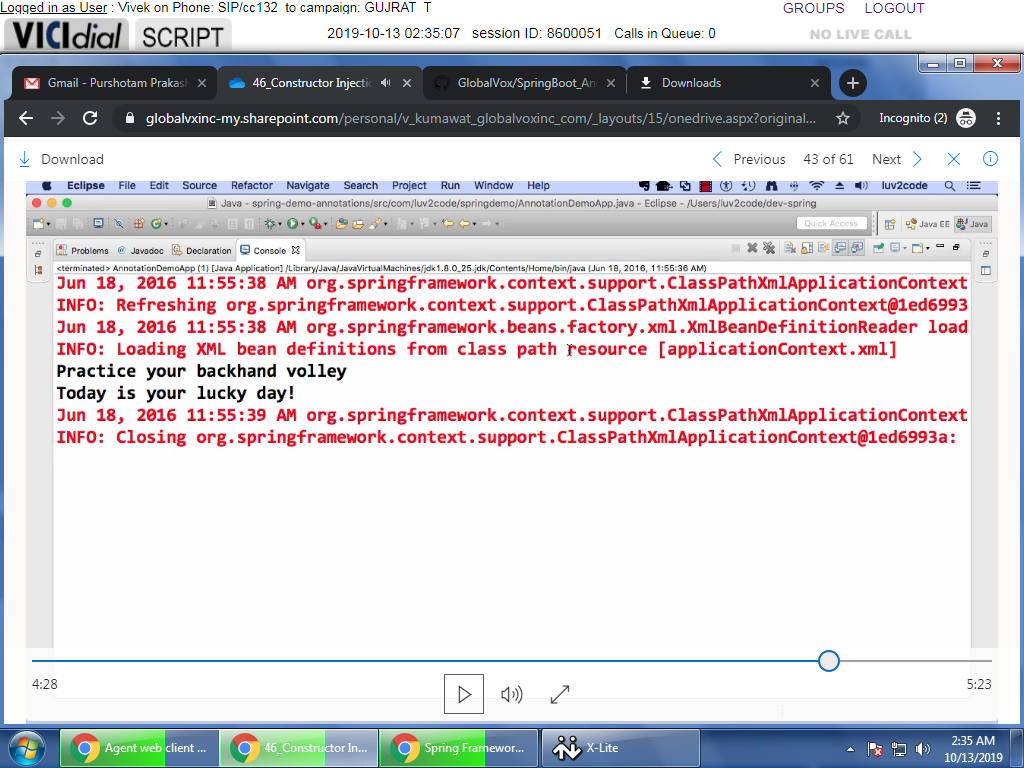 Logged in as User : Vivek on Phone: SIP/cc132 to campaign: GUJRAT_T
GROUPS LOGOUT
VICIdial SCRIPT
2019-10-13 02:35:07 session ID: 8600051 Calls in Queue: 0
NO LIVE CALL
Gmail - Purshotam Prakas
46_Constructor Injectic
GlobalVox/SpringBoot_An
Downloads
globalvxinc-my.sharepoint.com/personal/v_kumawat_globalvoxinc_com/_layouts/15/onedrive.aspx?original...
Incognito (2)
Download
Previous 43 of 61 Next
Eclipse File Edit Source Refactor Navigate Search Project Run Window Help
luv2code
Java - spring-demo-annotations/src/com/luv2code/springdemo/AnnotationDemoApp.java - Eclipse - /Users/luv2code/dev-spring
Quick Access
Java EE
Java
Problems
Javadoc
Declaration
Console
<terminated> AnnotationDemoApp (1) [Java Application] /Library/Java/JavaVirtualMachines/jdk1.8.0_25.jdk/Contents/Home/bin/java (Jun 18, 2016, 11:55:36 AM)
Jun 18, 2016 11:55:38 AM org.springframework.context.support.ClassPathXmlApplicationContext
INFO: Refreshing org.springframework.context.support.ClassPathXmlApplicationContext@1ed6993
Jun 18, 2016 11:55:38 AM org.springframework.beans.factory.xml.XmlBeanDefinitionReader load
INFO: Loading XML bean definitions from class path resource [applicationContext.xml]
Practice your backhand volley
Today is your lucky day!
Jun 18, 2016 11:55:39 AM org.springframework.context.support.ClassPathXmlApplicationContext
INFO: Closing org.springframework.context.support.ClassPathXmlApplicationContext@1ed6993a:
4:28
5:23
Agent web client ...
46_Constructor In...
Spring Framewor...
X-Lite
2:35 AM
10/13/2019